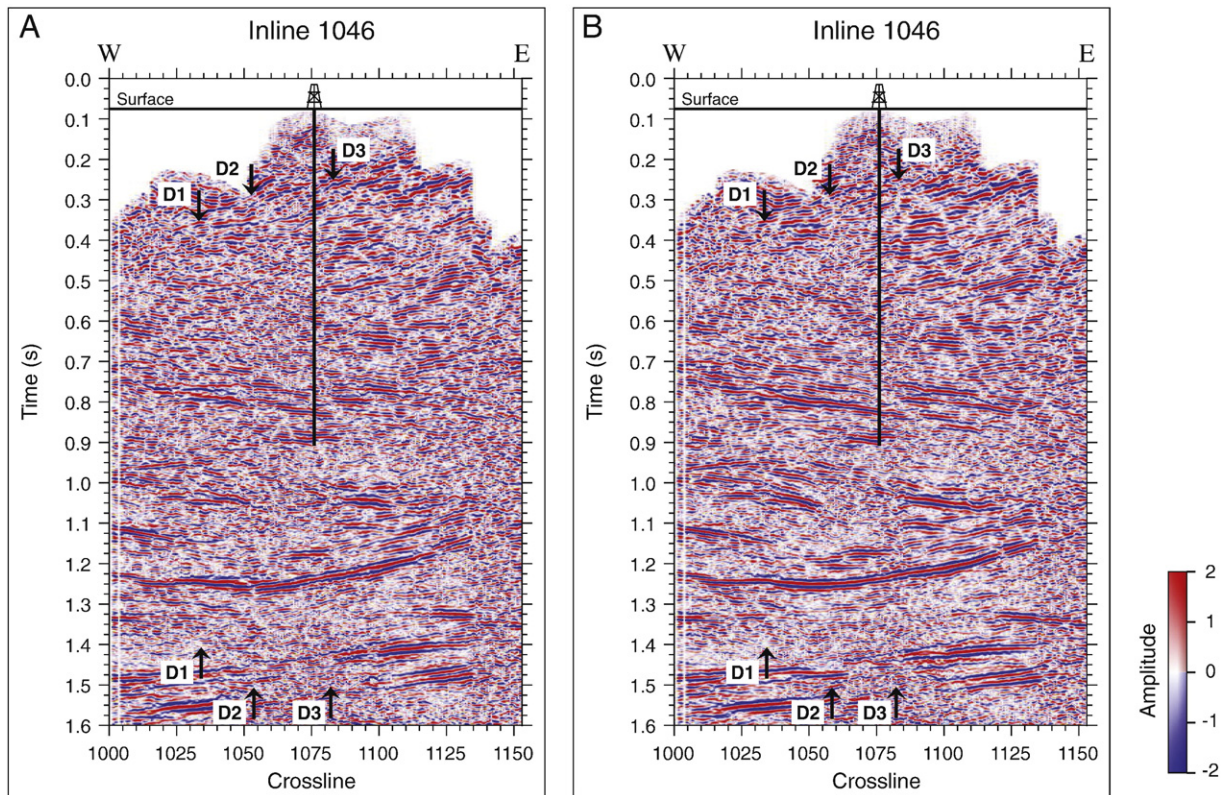 A
Inline 1046
W
E
0.0
0.1
0.2
0.3
0.4
0.5
0.6
0.7
0.8
0.9
1.0
1.1
1.2
1.3
1.4
1.5
1.6
Time (s)
Surface
D1
D2
D3
D1
D2
D3
1000
1025
1050
1075
1100
1125
1150
Crossline
B
Inline 1046
W
E
0.0
0.1
0.2
0.3
0.4
0.5
0.6
0.7
0.8
0.9
1.0
1.1
1.2
1.3
1.4
1.5
1.6
Time (s)
Surface
D1
D2
D3
D1
D2
D3
1000
1025
1050
1075
1100
1125
1150
Crossline
Amplitude
2
1
0
-1
-2